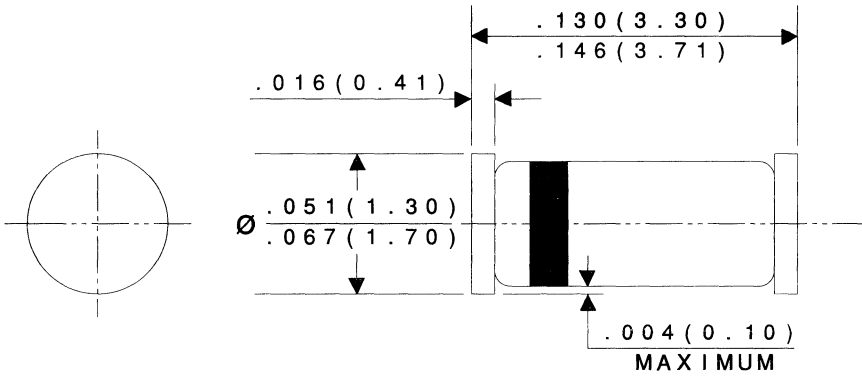 .130(3.30)
.146(3.71)
.016(0.41)
Ø .051(1.30)
.067(1.70)
.004(0.10)
MAXIMUM